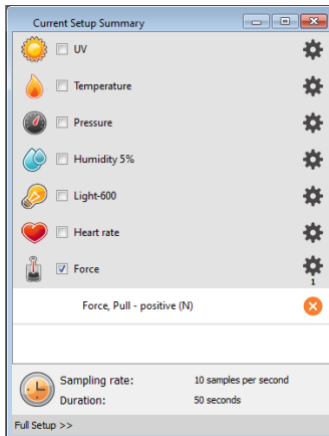 Current Setup Summary
UV
Temperature
Pressure
Humidity 5%
Light-600
Heart rate
Force
1
Force, Pull - positive (N)
Sampling rate: 10 samples per second
Duration: 50 seconds
Full Setup >>